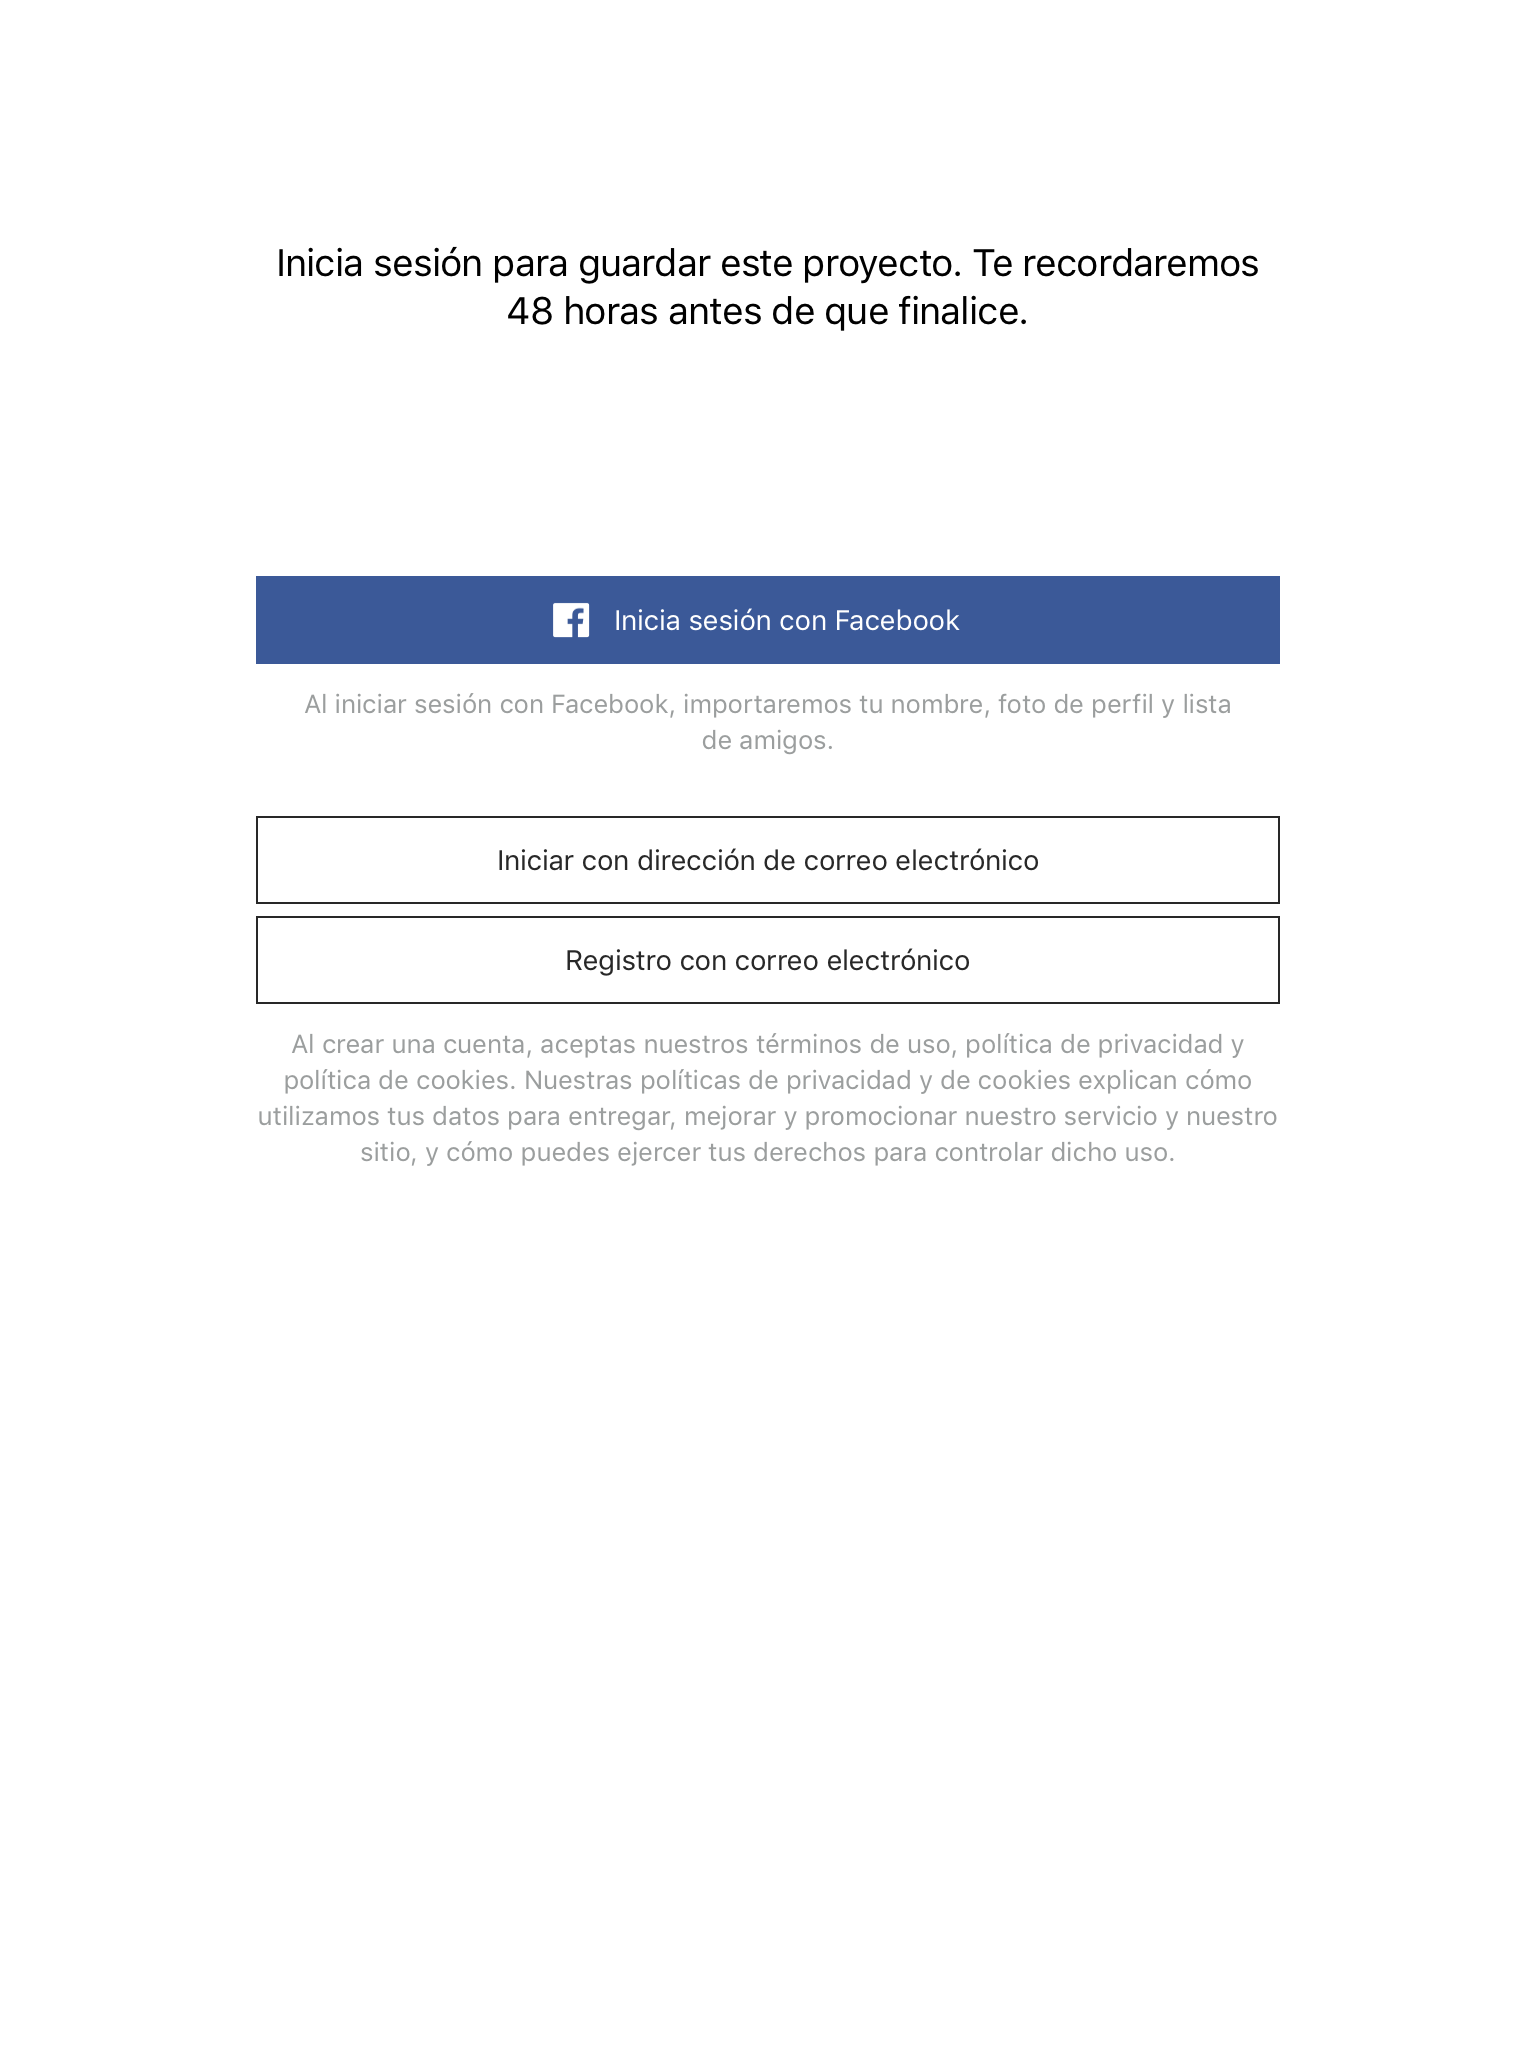 Inicia sesión para guardar este proyecto. Te recordaremos
48 horas antes de que finalice.
Inicia sesión con Facebook
Al iniciar sesión con Facebook, importaremos tu nombre, foto de perfil y lista
de amigos.
Iniciar con dirección de correo electrónico
Registro con correo electrónico
Al crear una cuenta, aceptas nuestros términos de uso, política de privacidad y
política de cookies. Nuestras políticas de privacidad y de cookies explican cómo
utilizamos tus datos para entregar, mejorar y promocionar nuestro servicio y nuestro
sitio, y cómo puedes ejercer tus derechos para controlar dicho uso.